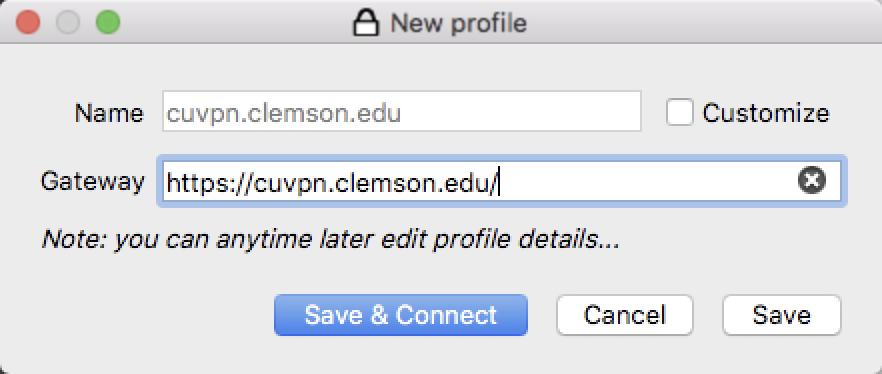 New profile
Name cuvpn.clemson.edu Customize
Gateway https://cuvpn.clemson.edu/
Note: you can anytime later edit profile details...
Save & Connect Cancel Save